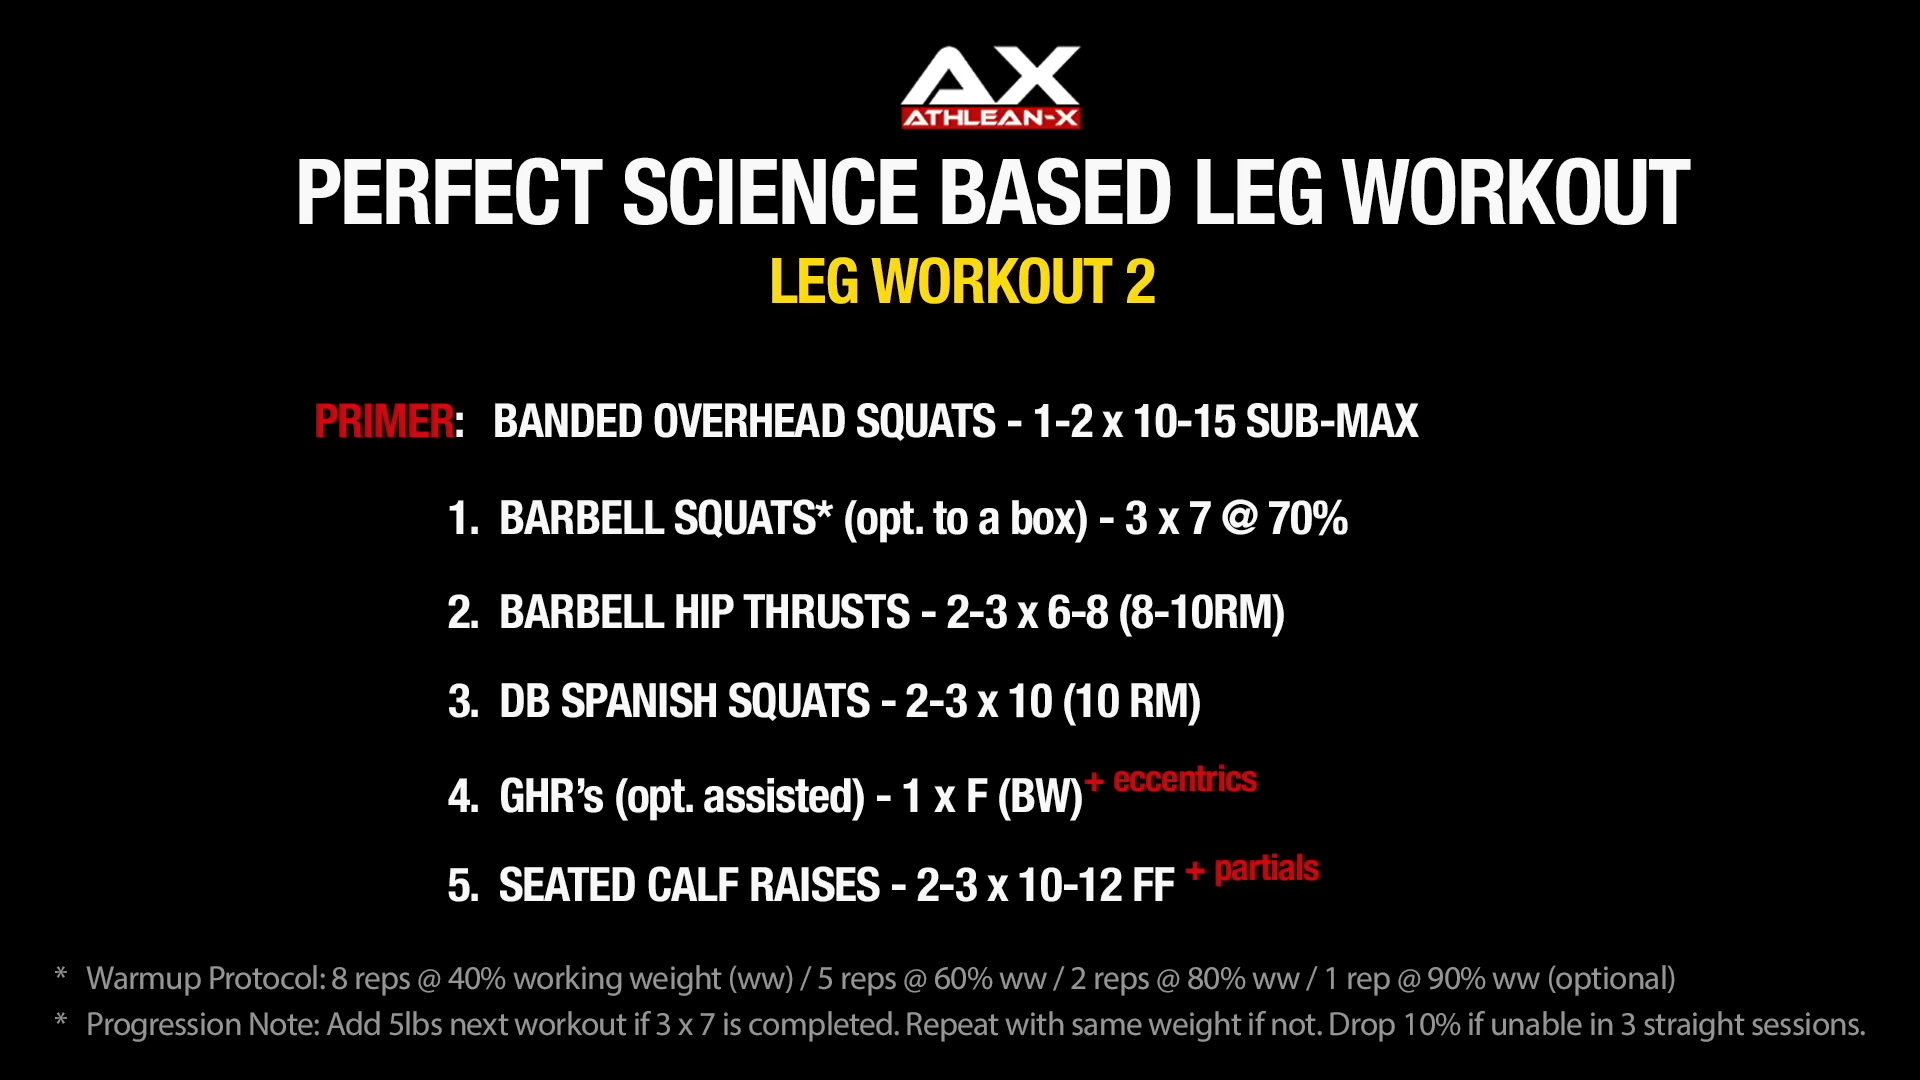 AX
ATHLEAN-X
PERFECT SCIENCE BASED LEG WORKOUT
LEG WORKOUT 2
PRIMER: BANDED OVERHEAD SQUATS - 1-2 x 10-15 SUB-MAX
1. BARBELL SQUATS* (opt. to a box) - 3 x 7 @ 70%
2. BARBELL HIP THRUSTS - 2-3 x 6-8 (8-10RM)
3. DB SPANISH SQUATS - 2-3 x 10 (10 RM)
4. GHR’s (opt. assisted) - 1 x F (BW)+ eccentrics
5. SEATED CALF RAISES - 2-3 x 10-12 FF + partials
* Warmup Protocol: 8 reps @ 40% working weight (ww) / 5 reps @ 60% ww / 2 reps @ 80% ww / 1 rep @ 90% ww (optional)
* Progression Note: Add 5lbs next workout if 3 x 7 is completed. Repeat with same weight if not. Drop 10% if unable in 3 straight sessions.